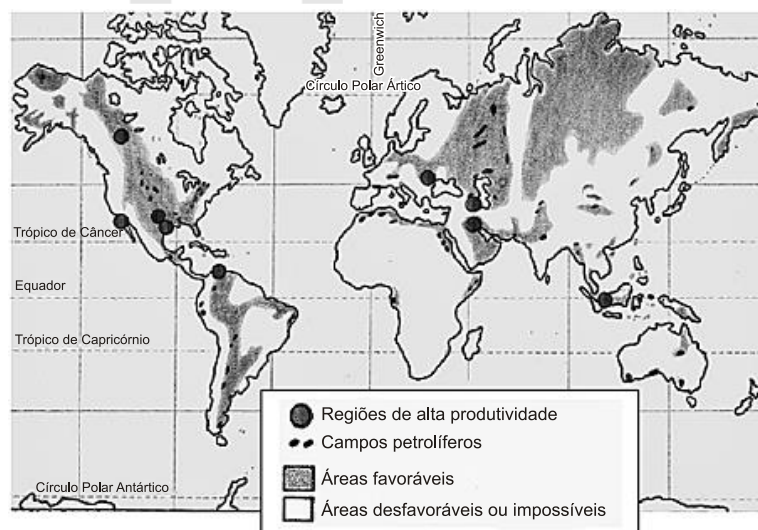 Greenwich
Círculo Polar Ártico
Trópico de Câncer
Equador
Trópico de Capricórnio
Círculo Polar Antártico
Regiões de alta produtividade
Campos petrolíferos
Áreas favoráveis
Áreas desfavoráveis ou impossíveis